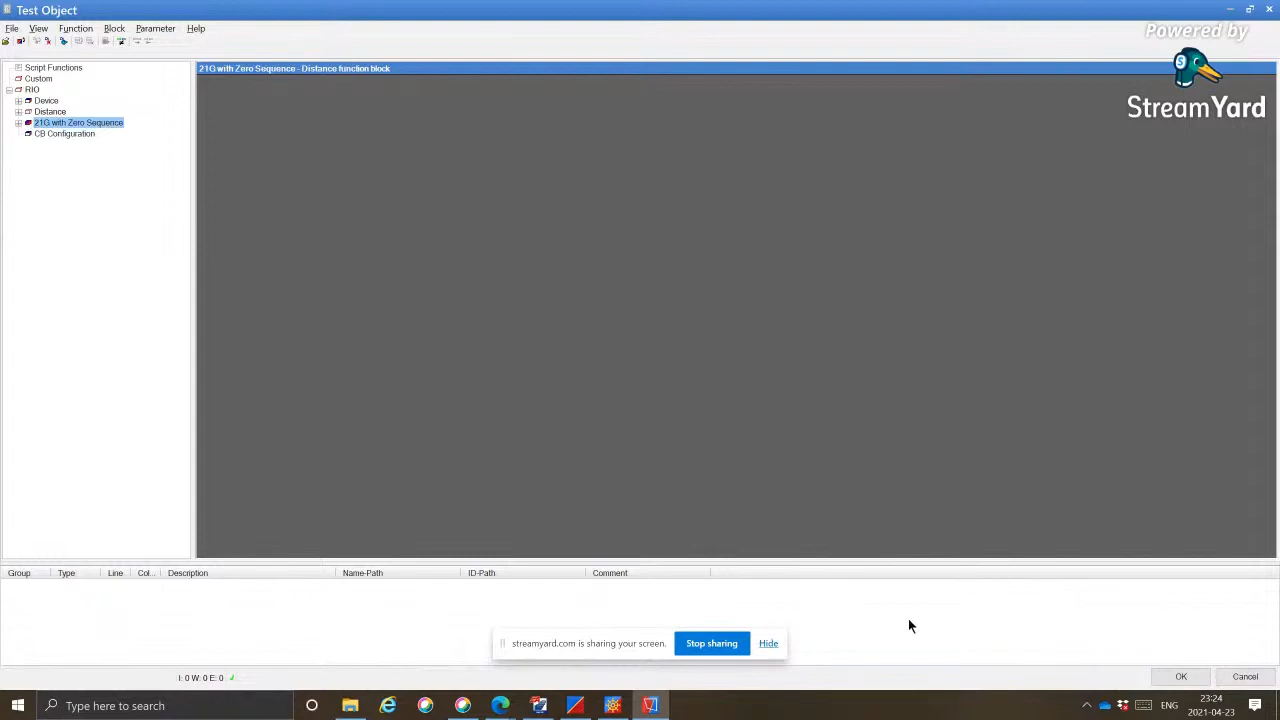 Test Object
File View Function Block Parameter Help
Powered by
StreamYard
Script Functions
Custom
RIO
Device
Distance
21G with Zero Sequence
CB Configuration
21G with Zero Sequence - Distance function block
Group Type Line Col... Description Name-Path ID-Path Comment
streamyard.com is sharing your screen. Stop sharing Hide
I: 0 W: 0 E: 0
OK Cancel
Type here to search
ENG
23:24
2021-04-23